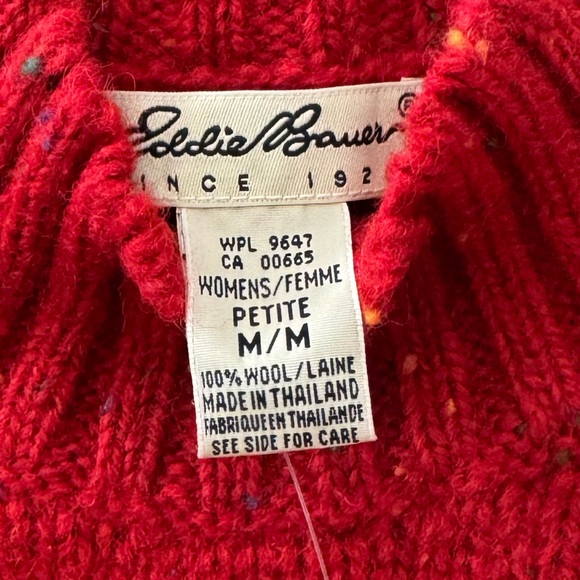 Eddie Bauer ®
INCE 192
WPL 9647
CA 00665
WOMENS/FEMME
PETITE
M/M
100% WOOL/LAINE
MADE IN THAILAND
FABRIQUEEN THAILANDE
SEE SIDE FOR CARE